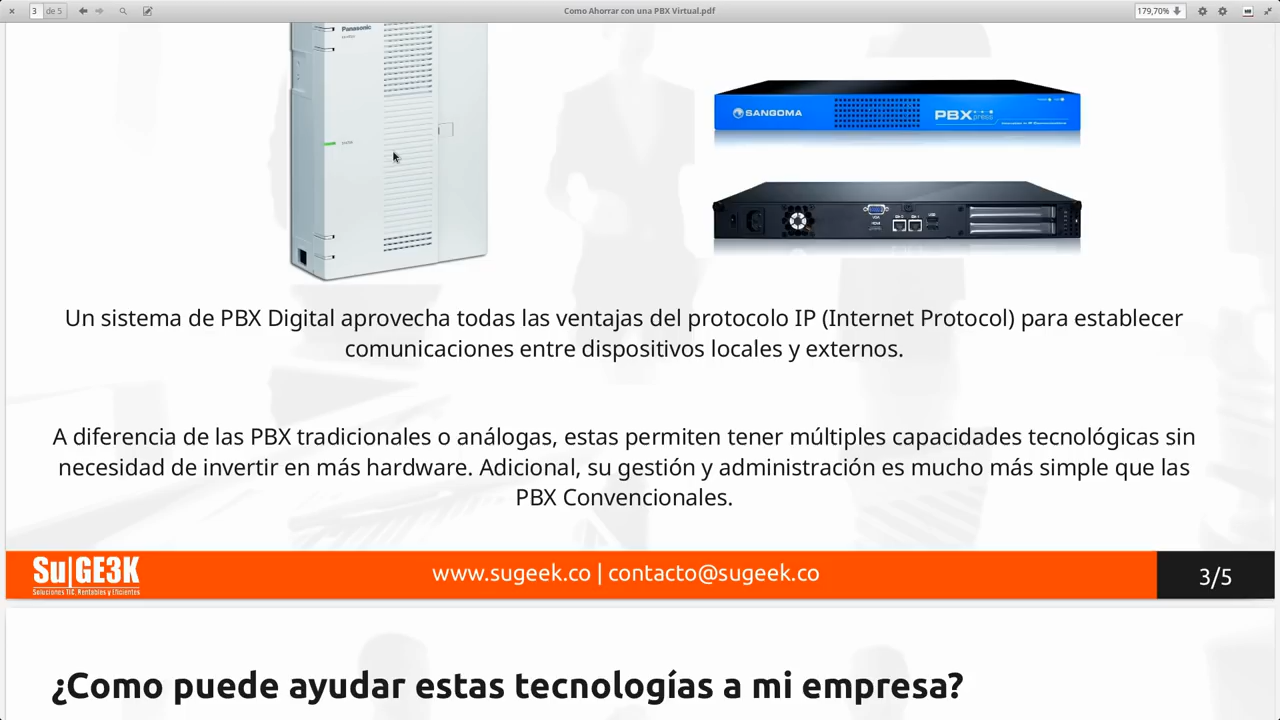 3 de 5
Como Ahorrar con una PBX Virtual.pdf
179,70%
Panasonic
SANGOMA
PBXpress
Un sistema de PBX Digital aprovecha todas las ventajas del protocolo IP (Internet Protocol) para establecer
comunicaciones entre dispositivos locales y externos.
A diferencia de las PBX tradicionales o análogas, estas permiten tener múltiples capacidades tecnológicas sin
necesidad de invertir en más hardware. Adicional, su gestión y administración es mucho más simple que las
PBX Convencionales.
Su|GE3K
Soluciones TIC, Rentables y Eficientes
www.sugeek.co | contacto@sugeek.co
3/5
¿Como puede ayudar estas tecnologías a mi empresa?